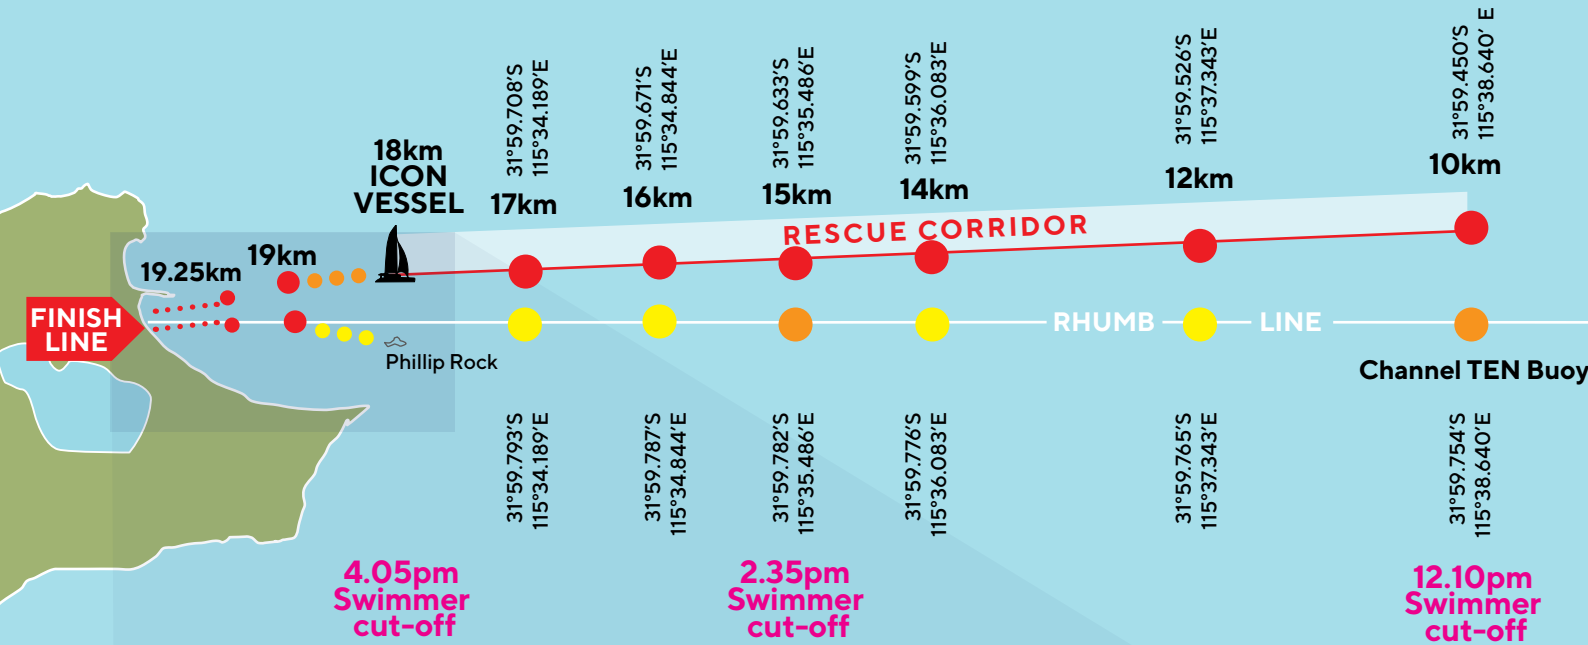 31°59.708'S
115°34.189'E
31°59.671'S
115°34.844'E
31°59.633'S
115°35.486'E
31°59.599'S
115°36.083'E
31°59.526'S
115°37.343'E
31°59.450'S
115°38.640' E
18km
ICON
VESSEL
17km
16km
15km
14km
12km
10km
RESCUE CORRIDOR
19km
19.25km
FINISH
LINE
RHUMB
LINE
Phillip Rock
Channel TEN Buoy
31°59.793'S
115°34.189'E
31°59.787'S
115°34.844'E
31°59.782'S
115°35.486'E
31°59.776'S
115°36.083'E
31°59.765'S
115°37.343'E
31°59.754'S
115°38.640'E
4.05pm
Swimmer
cut-off
2.35pm
Swimmer
cut-off
12.10pm
Swimmer
cut-off